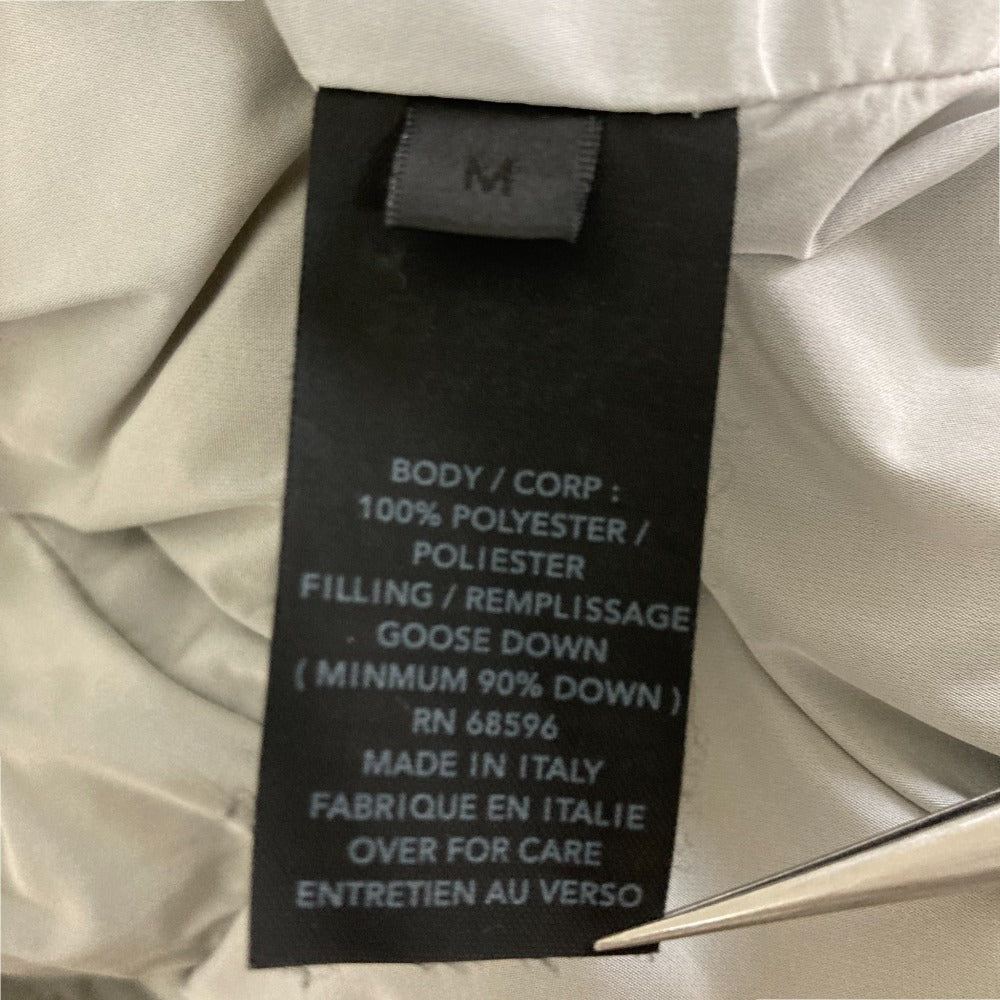 M
BODY / CORP :
100% POLYESTER /
POLIESTER
FILLING / REMPLISSAGE
GOOSE DOWN
( MINMUM 90% DOWN )
RN 68596
MADE IN ITALY
FABRIQUE EN ITALIE
OVER FOR CARE
ENTRETIEN AU VERSO